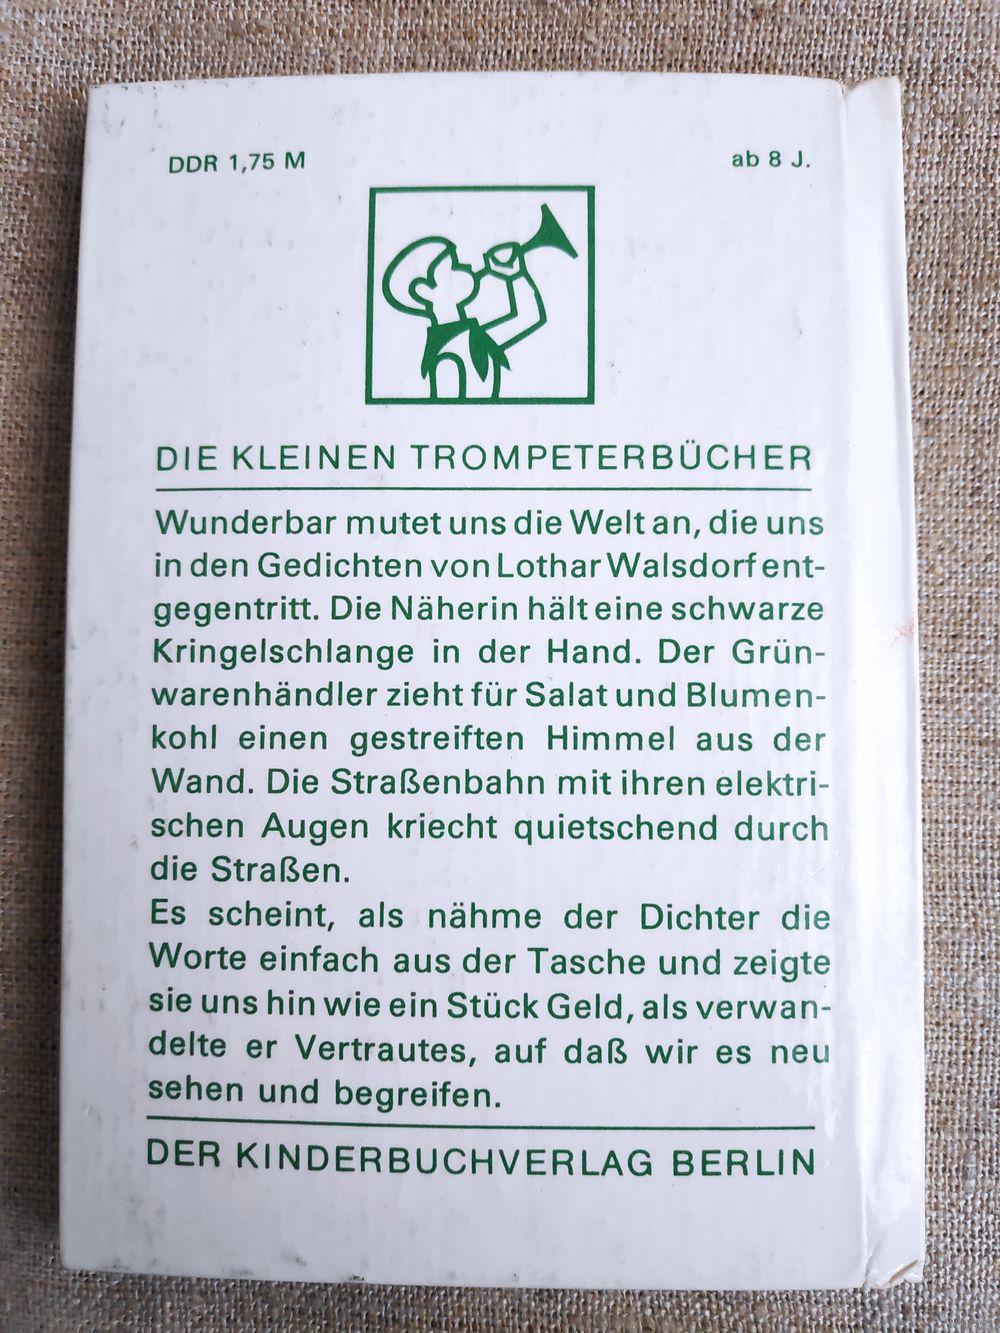 DDR 1,75 M
ab 8 J.
DIE KLEINEN TROMPETERBÜCHER
Wunderbar mutet uns die Welt an, die uns
in den Gedichten von Lothar Walsdorf ent-
gegentritt. Die Näherin hält eine schwarze
Kringelschlange in der Hand. Der Grün-
warenhändler zieht für Salat und Blumen-
kohl einen gestreiften Himmel aus der
Wand. Die Straßenbahn mit ihren elektri-
schen Augen kriecht quietschend durch
die Straßen.
Es scheint, als nähme der Dichter die
Worte einfach aus der Tasche und zeigte
sie uns hin wie ein Stück Geld, als verwan-
delte er Vertrautes, auf daß wir es neu
sehen und begreifen.
DER KINDERBUCHVERLAG BERLIN